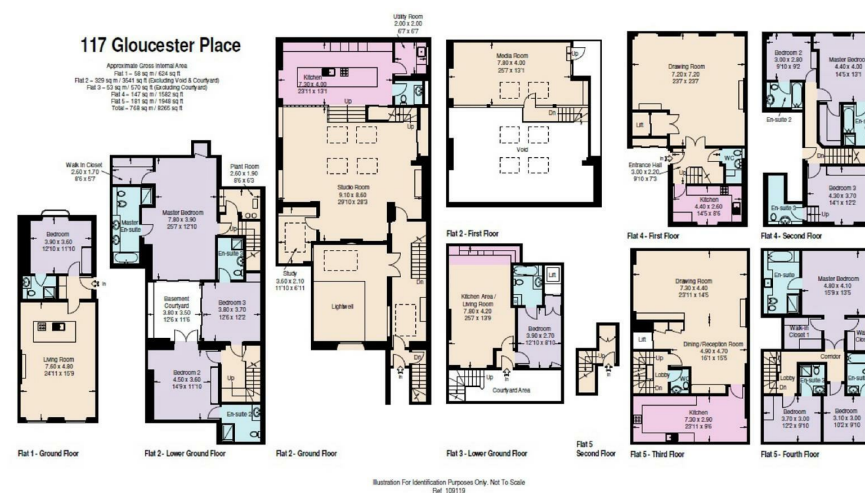 117 Gloucester Place
Approximate Gross Internal Area
Flat 1 = 58 sq m / 624 sq ft
Flat 2 = 329 sq m / 3541 sq ft (Excluding Void & Courtyard)
Flat 3 = 53 sq m / 570 sq ft (Excluding Courtyard)
Flat 4 = 147 sq m / 1582 sq ft
Flat 5 = 181 sq m / 1948 sq ft
Total = 768 sq m / 8265 sq ft
Bedroom
3.90 x 3.60
12'10 x 11'10
In
Living Room
7.60 x 4.80
24'11 x 15'9
Flat 1 - Ground Floor
Walk In Closet
2.60 x 1.70
8'6 x 5'7
Plant Room
2.60 x 1.90
8'6 x 6'3
Master Bedroom
7.80 x 3.90
25'7 x 12'10
Master
En-suite
Up
En-suite
Basement
Courtyard
3.80 x 3.50
12'6 x 11'6
Bedroom 3
3.80 x 3.70
12'6 x 12'2
Bedroom 2
4.50 x 3.60
14'9 x 11'10
Up
En-suite 2
Flat 2 - Lower Ground Floor
Utility Room
2.00 x 2.00
6'7 x 6'7
Kitchen
7.30 x 4.00
23'11 x 13'1
Up
Studio Room
9.10 x 8.60
29'10 x 28'3
Study
3.60 x 2.10
11'10 x 6'11
Lightwell
Dn
Dn
In
Flat 2 - Ground Floor
Media Room
7.80 x 4.00
25'7 x 13'1
Dn
Void
Flat 2 - First Floor
Kitchen Area /
Living Room
7.80 x 4.20
25'7 x 13'9
Lift
Bedroom
3.90 x 2.70
12'10 x 8'10
Up
In
Courtyard Area
Flat 3 - Lower Ground Floor
Up
In
Flat 5
Second Floor
Drawing Room
7.20 x 7.20
23'7 x 23'7
Lift
In
Entrance Hall
3.00 x 2.20
9'10 x 7'3
Up
WC
Kitchen
4.40 x 2.60
14'5 x 8'6
Flat 4 - First Floor
Bedroom 2
3.00 x 2.80
9'10 x 9'2
Master Bedroom
4.40 x 4.00
14'5 x 13'1
En-suite 2
Dn
Bedroom 3
4.30 x 3.70
14'1 x 12'2
En-suite 3
Up
Flat 4 - Second Floor
Drawing Room
7.30 x 4.40
23'11 x 14'5
Dining/Reception Room
4.90 x 4.70
16'1 x 15'5
Lift
Up
Lobby
Dn
WC
Kitchen
7.30 x 2.90
23'11 x 9'6
Flat 5 - Third Floor
En-suite
Master Bedroom
4.80 x 4.10
15'9 x 13'5
Walk-In
Closet 1
Corridor
Lobby
Dn
En-suite 3
Bedroom
3.70 x 3.00
12'2 x 9'10
Bedroom
3.10 x 3.00
10'2 x 9'10
Flat 5 - Fourth Floor
Illustration For Identification Purposes Only. Not To Scale
Ref. 109119